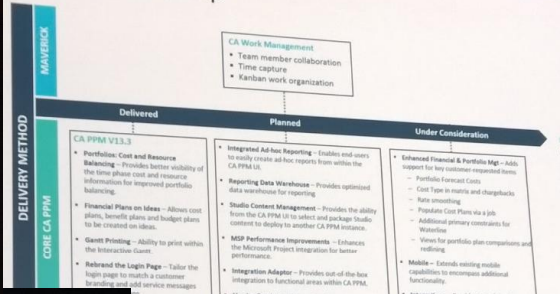 MAVERICK
CA Work Management
• Team member collaboration
• Time capture
• Kanban work organization
DELIVERY METHOD
Delivered
Planned
Under Consideration
CORE CA PPM
CA PPM V13.3
• Portfolios: Cost and Resource
Balancing – Provides better visibility of
the time phase cost and resource
information for improved portfolio
balancing.
• Financial Plans on Ideas – Allows cost
plans, benefit plans and budget plans
to be created on ideas.
• Gantt Printing – Ability to print within
the Interactive Gantt.
• Rebrand the Login Page – Tailor the
login page to match a customer
branding and add service messages
• Integrated Ad-hoc Reporting – Enables end-users
to easily create ad-hoc reports from within the
CA PPM UI.
• Reporting Data Warehouse – Provides optimized
data warehouse for reporting
• Studio Content Management – Provides the ability
from the CA PPM UI to select and package Studio
content to deploy to another CA PPM instance.
• MSP Performance Improvements – Enhances
the Microsoft Project integration for better
performance.
• Integration Adaptor – Provides out-of-the-box
integration to functional areas within CA PPM.
• Enhanced Financial & Portfolio Mgt – Adds
support for key customer-requested items
– Portfolio Forecast Costs
– Cost Type in matrix and chargebacks
– Rate smoothing
– Populate Cost Plans via a job
– Additional primary constraints for
Waterline
– Views for portfolio plan comparisons and
redlining
• Mobile – Extends existing mobile
capabilities to encompass additional
functionality.